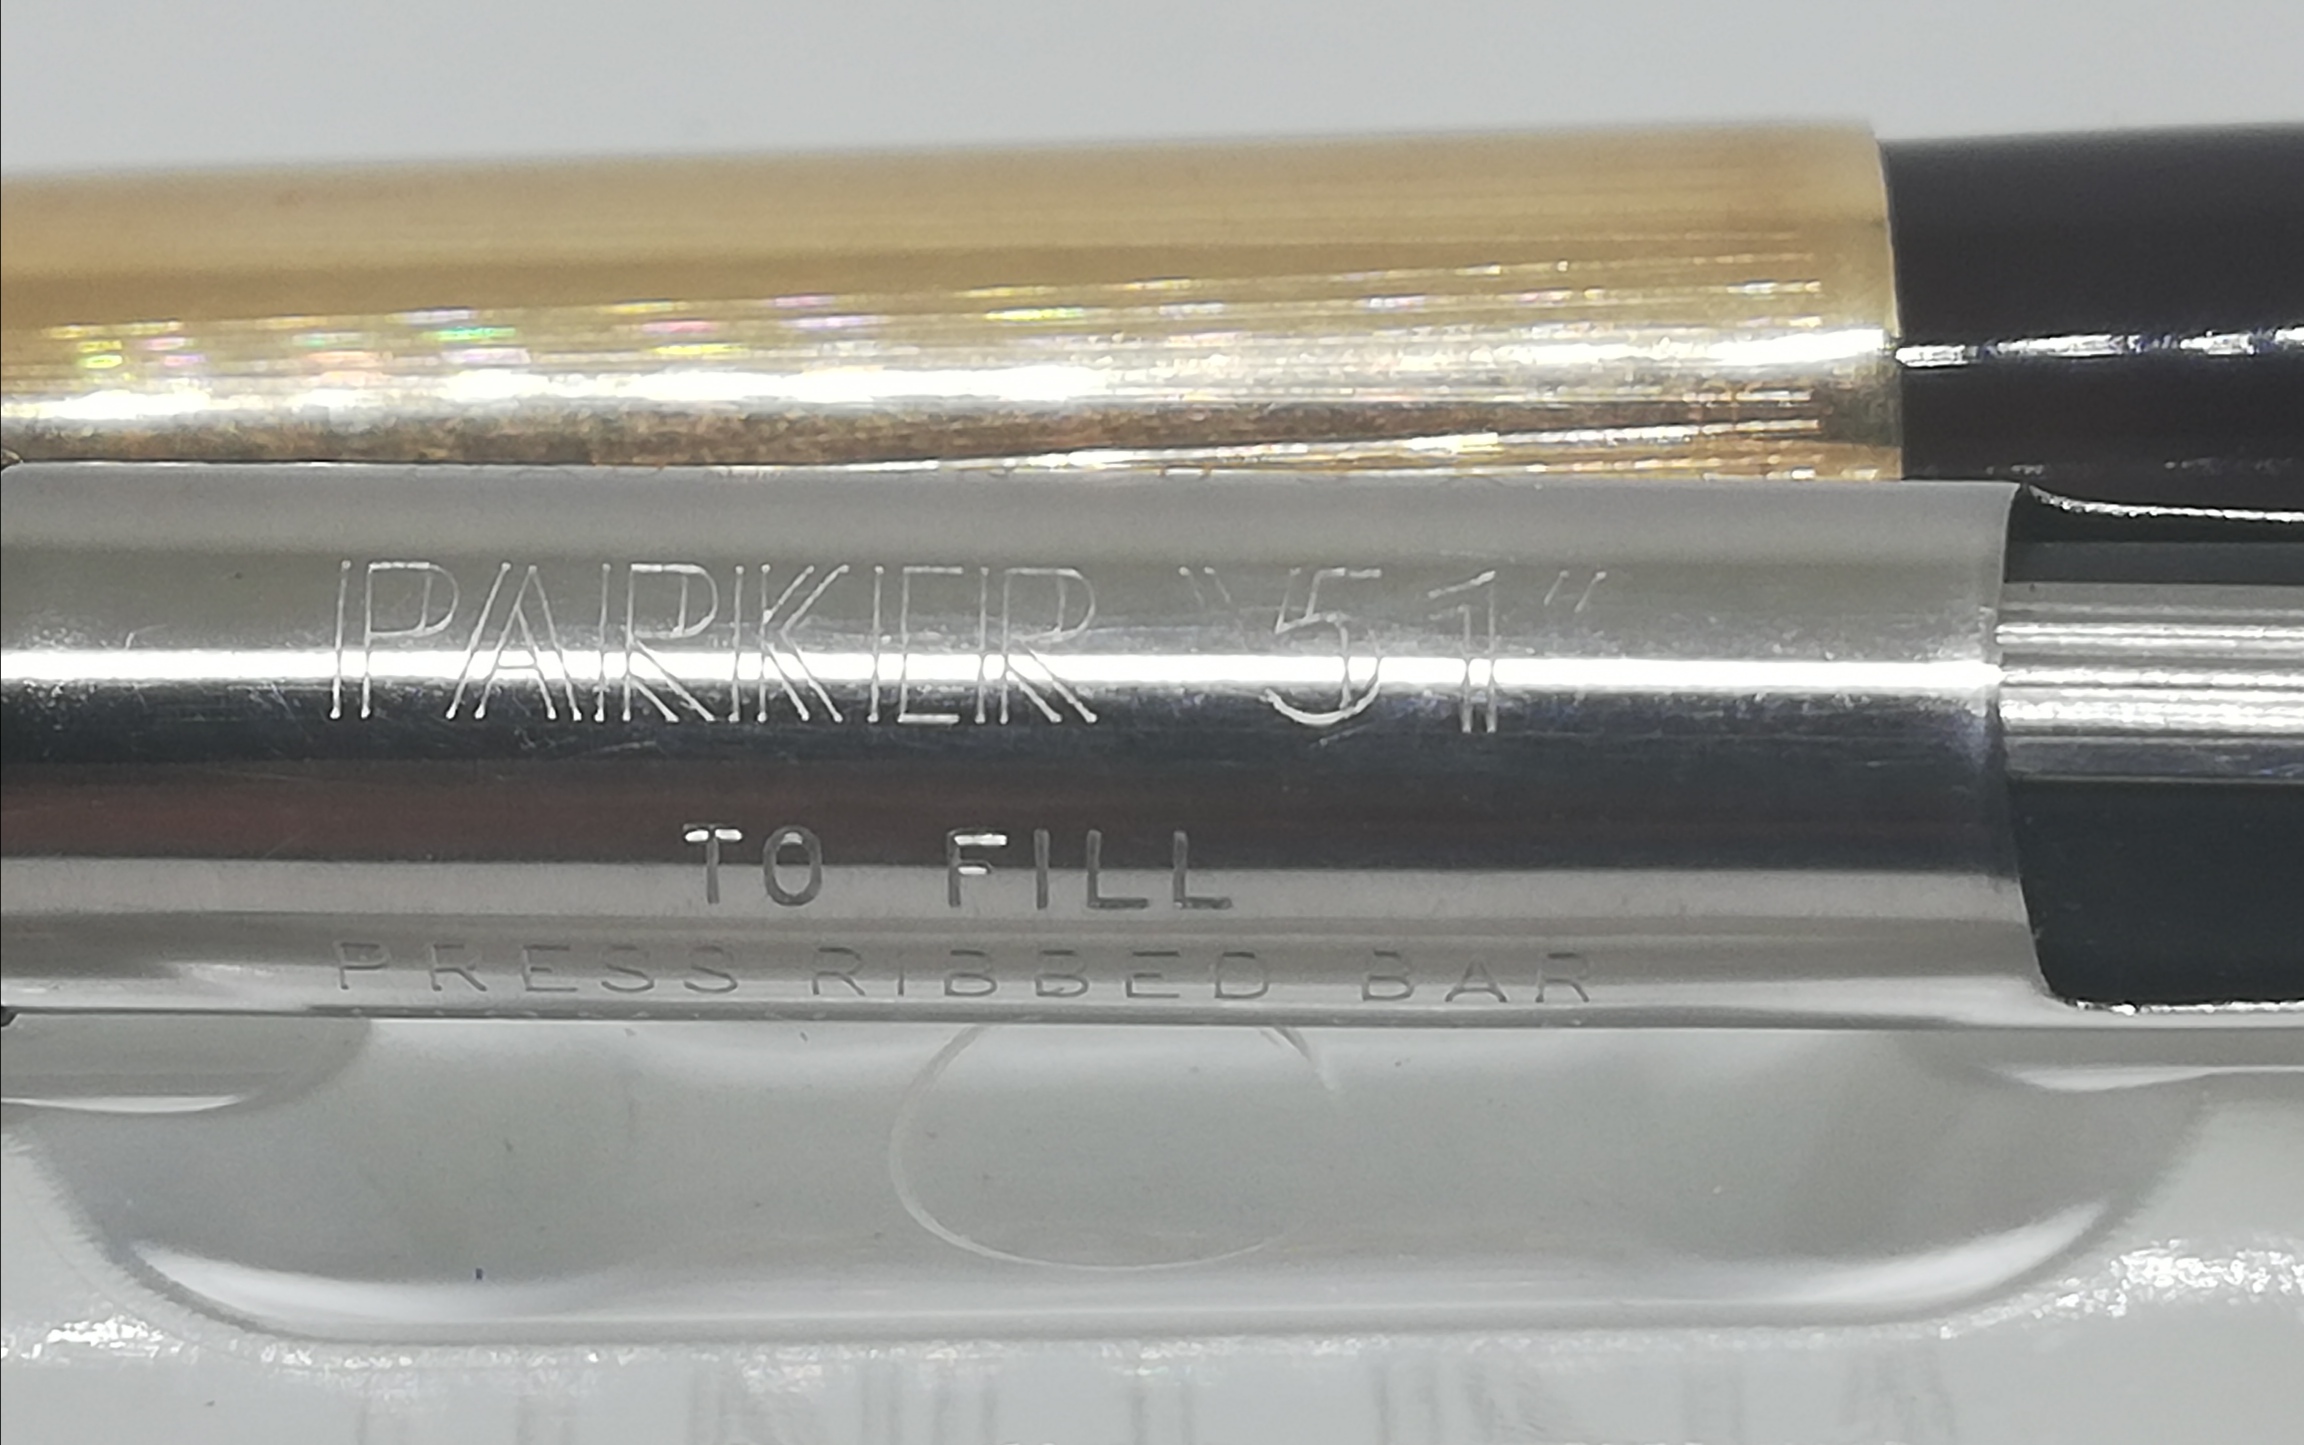 PARKER "51"
TO FILL
PRESS RIBBED BAR